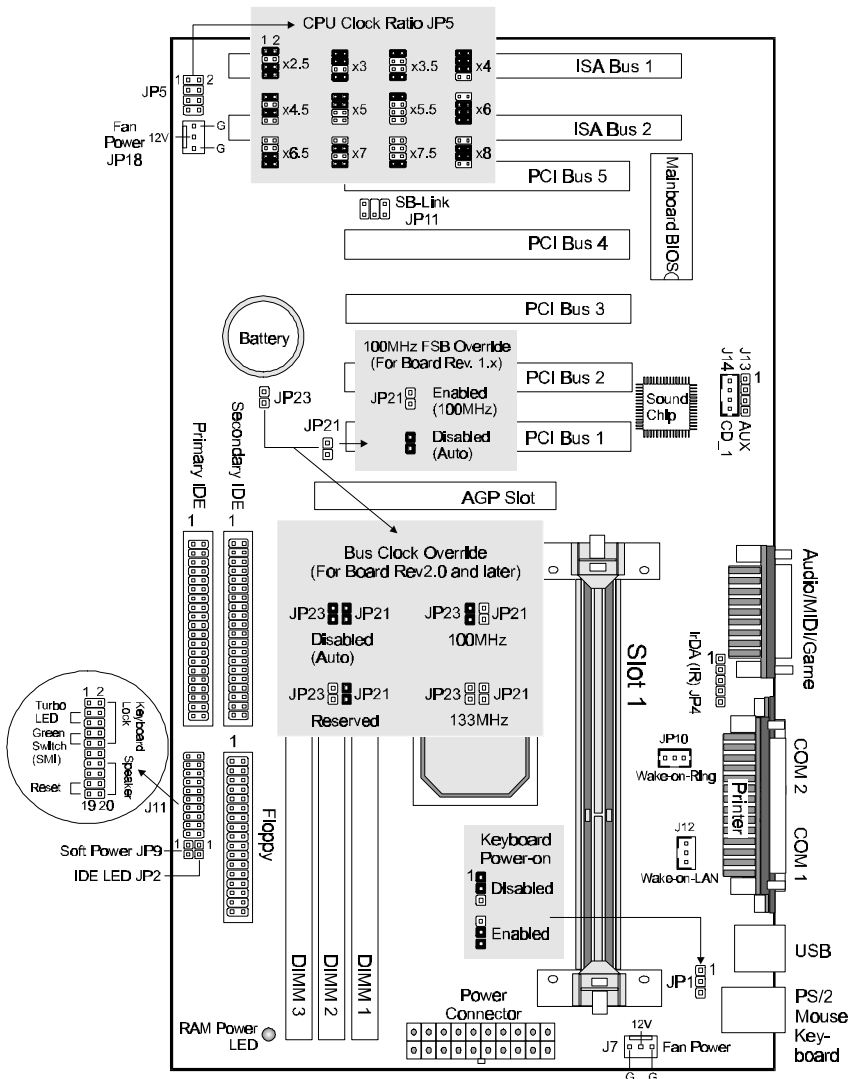 CPU Clock Ratio JP5
1 2
x2.5 x3 x3.5 x4
x4.5 x5 x5.5 x6
x6.5 x7 x7.5 x8
1 2
JP5
Fan
Power 12V
JP18
G
G
ISA Bus 1
ISA Bus 2
PCI Bus 5
SB-Link
JP11
PCI Bus 4
Mainboard BIOS
PCI Bus 3
Battery
100MHz FSB Override
(For Board Rev. 1.x)
JP21 Enabled
(100MHz)
Disabled
(Auto)
PCI Bus 2
PCI Bus 1
JP23
JP21
Sound
Chip
J14 J13
1
CD_1 AUX
Primary IDE
Secondary IDE
1 1
AGP Slot
Bus Clock Override
(For Board Rev2.0 and later)
JP23 JP21
Disabled
(Auto)
JP23 JP21
100MHz
JP23 JP21
Reserved
JP23 JP21
133MHz
Slot 1
Audio/MIDI/Game
1
IrDA (IR) JP4
1 2
Turbo
LED
Keyboard
Lock
Green
Switch
(SMI)
Speaker
Reset
19 20
J11
1
Floppy
Soft Power JP9 1 1
IDE LED JP2
JP10
Wake-on-Ring
J12
Wake-on-LAN
Printer
COM 2
COM 1
Keyboard
Power-on
1
Disabled
Enabled
JP1 1
USB
PS/2
Mouse
Key-
board
DIMM 3
DIMM 2
DIMM 1
RAM Power
LED
Power
Connector
12V
J7 Fan Power
G G